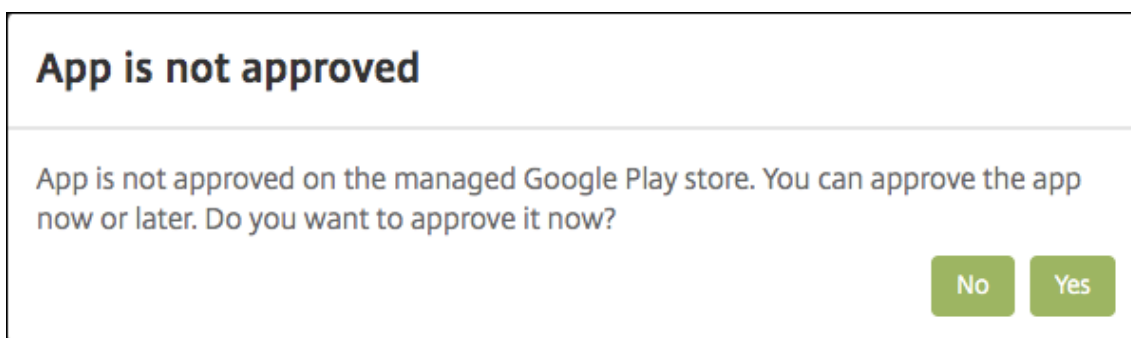 App is not approved
App is not approved on the managed Google Play store. You can approve the app
now or later. Do you want to approve it now?
No Yes